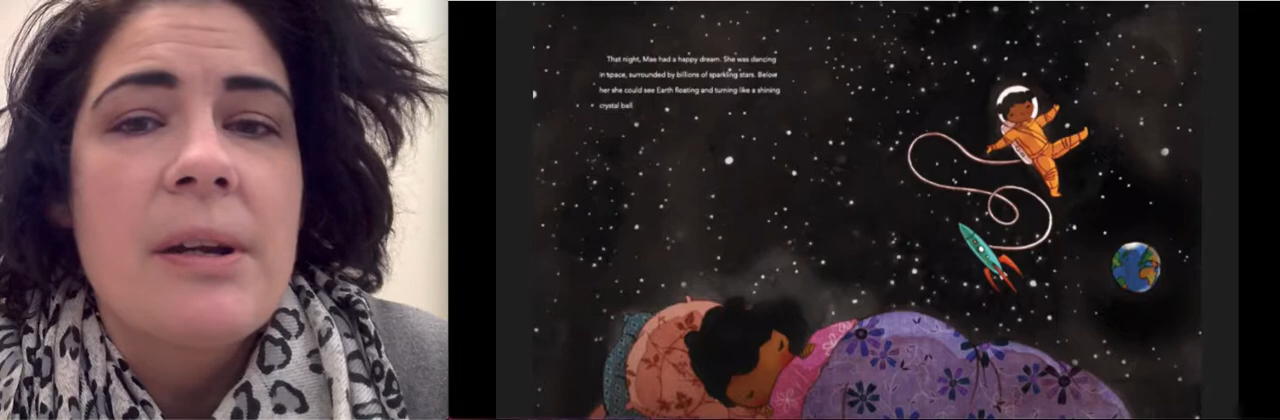 That night, Mae had a happy dream. She was dancing
in space, surrounded by billions of sparkling stars. Below
her she could see Earth floating and turning like a shining
crystal ball.